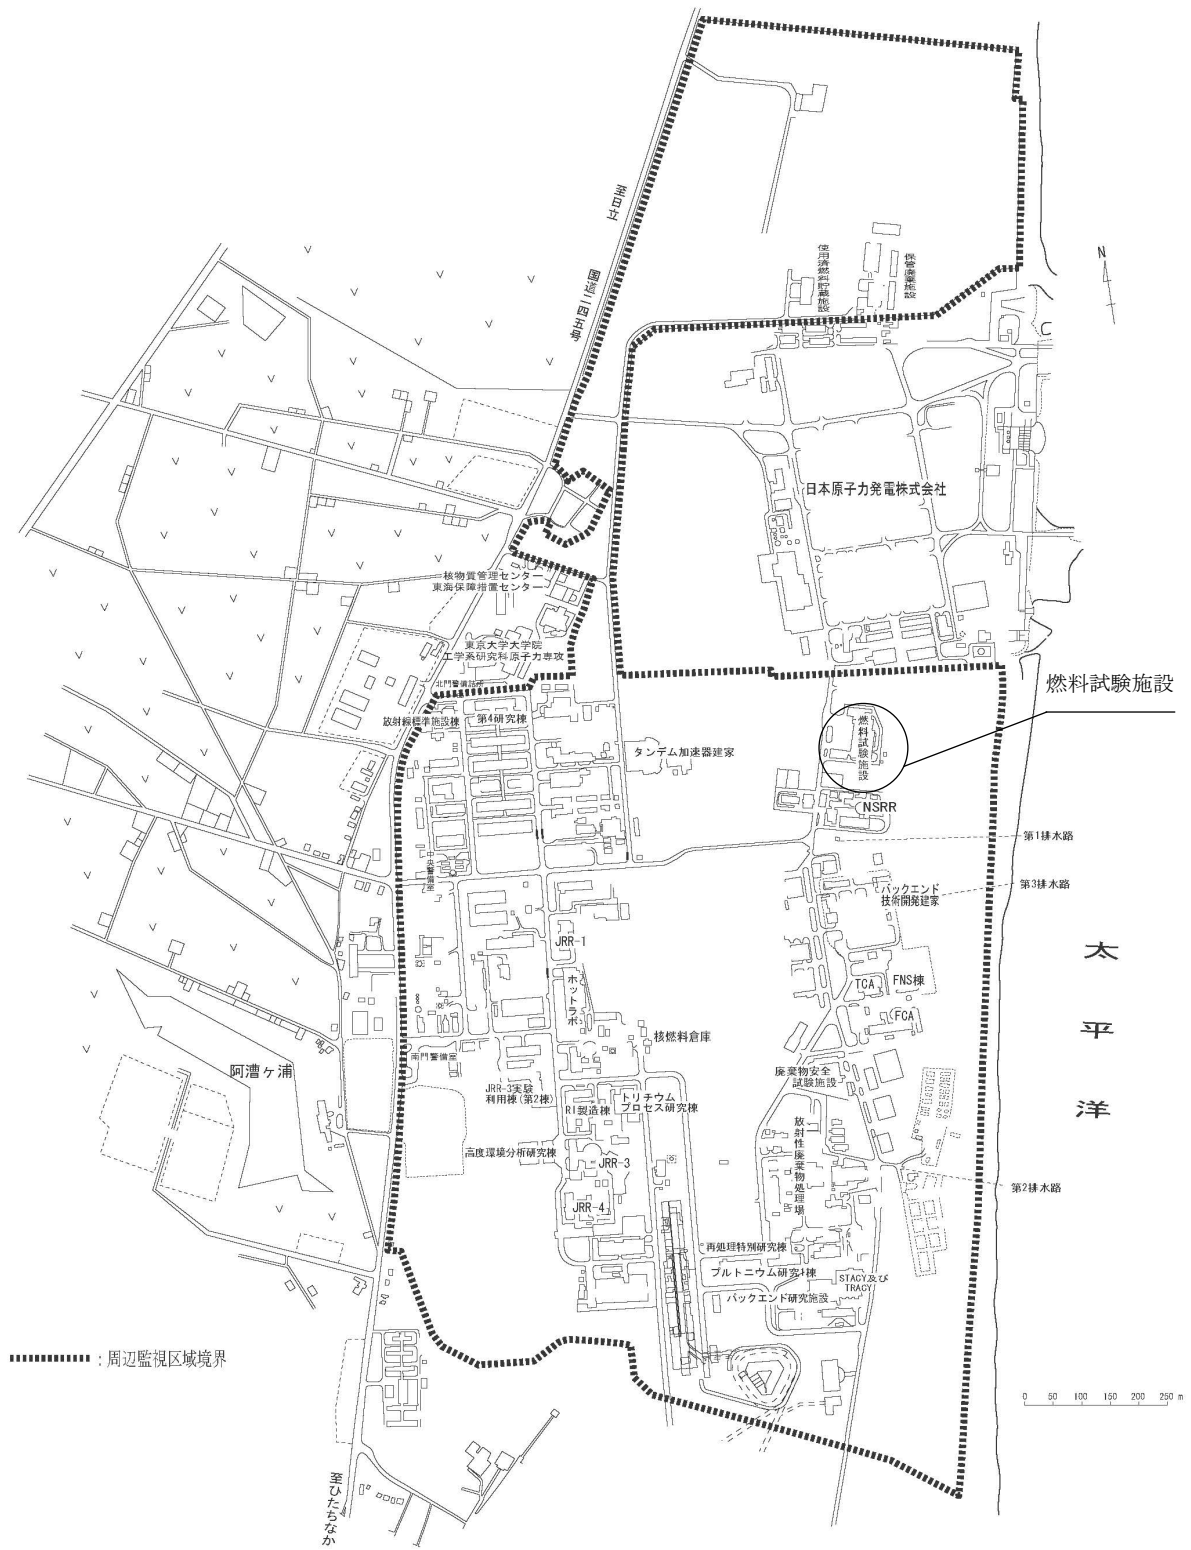 至日立
国道二四五号
使用済燃料貯蔵施設
保管廃棄施設
N
日本原子力発電株式会社
核物質管理センター
東海保障措置センター
東京大学大学院
工学系研究科原子力専攻
北門警備詰所
放射線標準施設棟
第4研究棟
燃料試験施設
燃料試験施設
タンデム加速器建家
NSRR
第1排水路
中央警備室
バックエンド
技術開発建家
第3排水路
JRR-1
太平洋
ホットラボ
TCA
FNS棟
FCA
核燃料倉庫
南門警備室
阿漕ヶ浦
廃棄物安全
試験施設
JRR-3実験
利用棟(第2棟)
トリチウム
プロセス研究棟
RI製造棟
放射性廃棄物処理場
高度環境分析研究棟
JRR-3
第2排水路
JRR-4
再処理特別研究棟
プルトニウム研究1棟
STACY及び
TRACY
バックエンド研究施設
:周辺監視区域境界
0 50 100 150 200 250 m
至ひたちなか